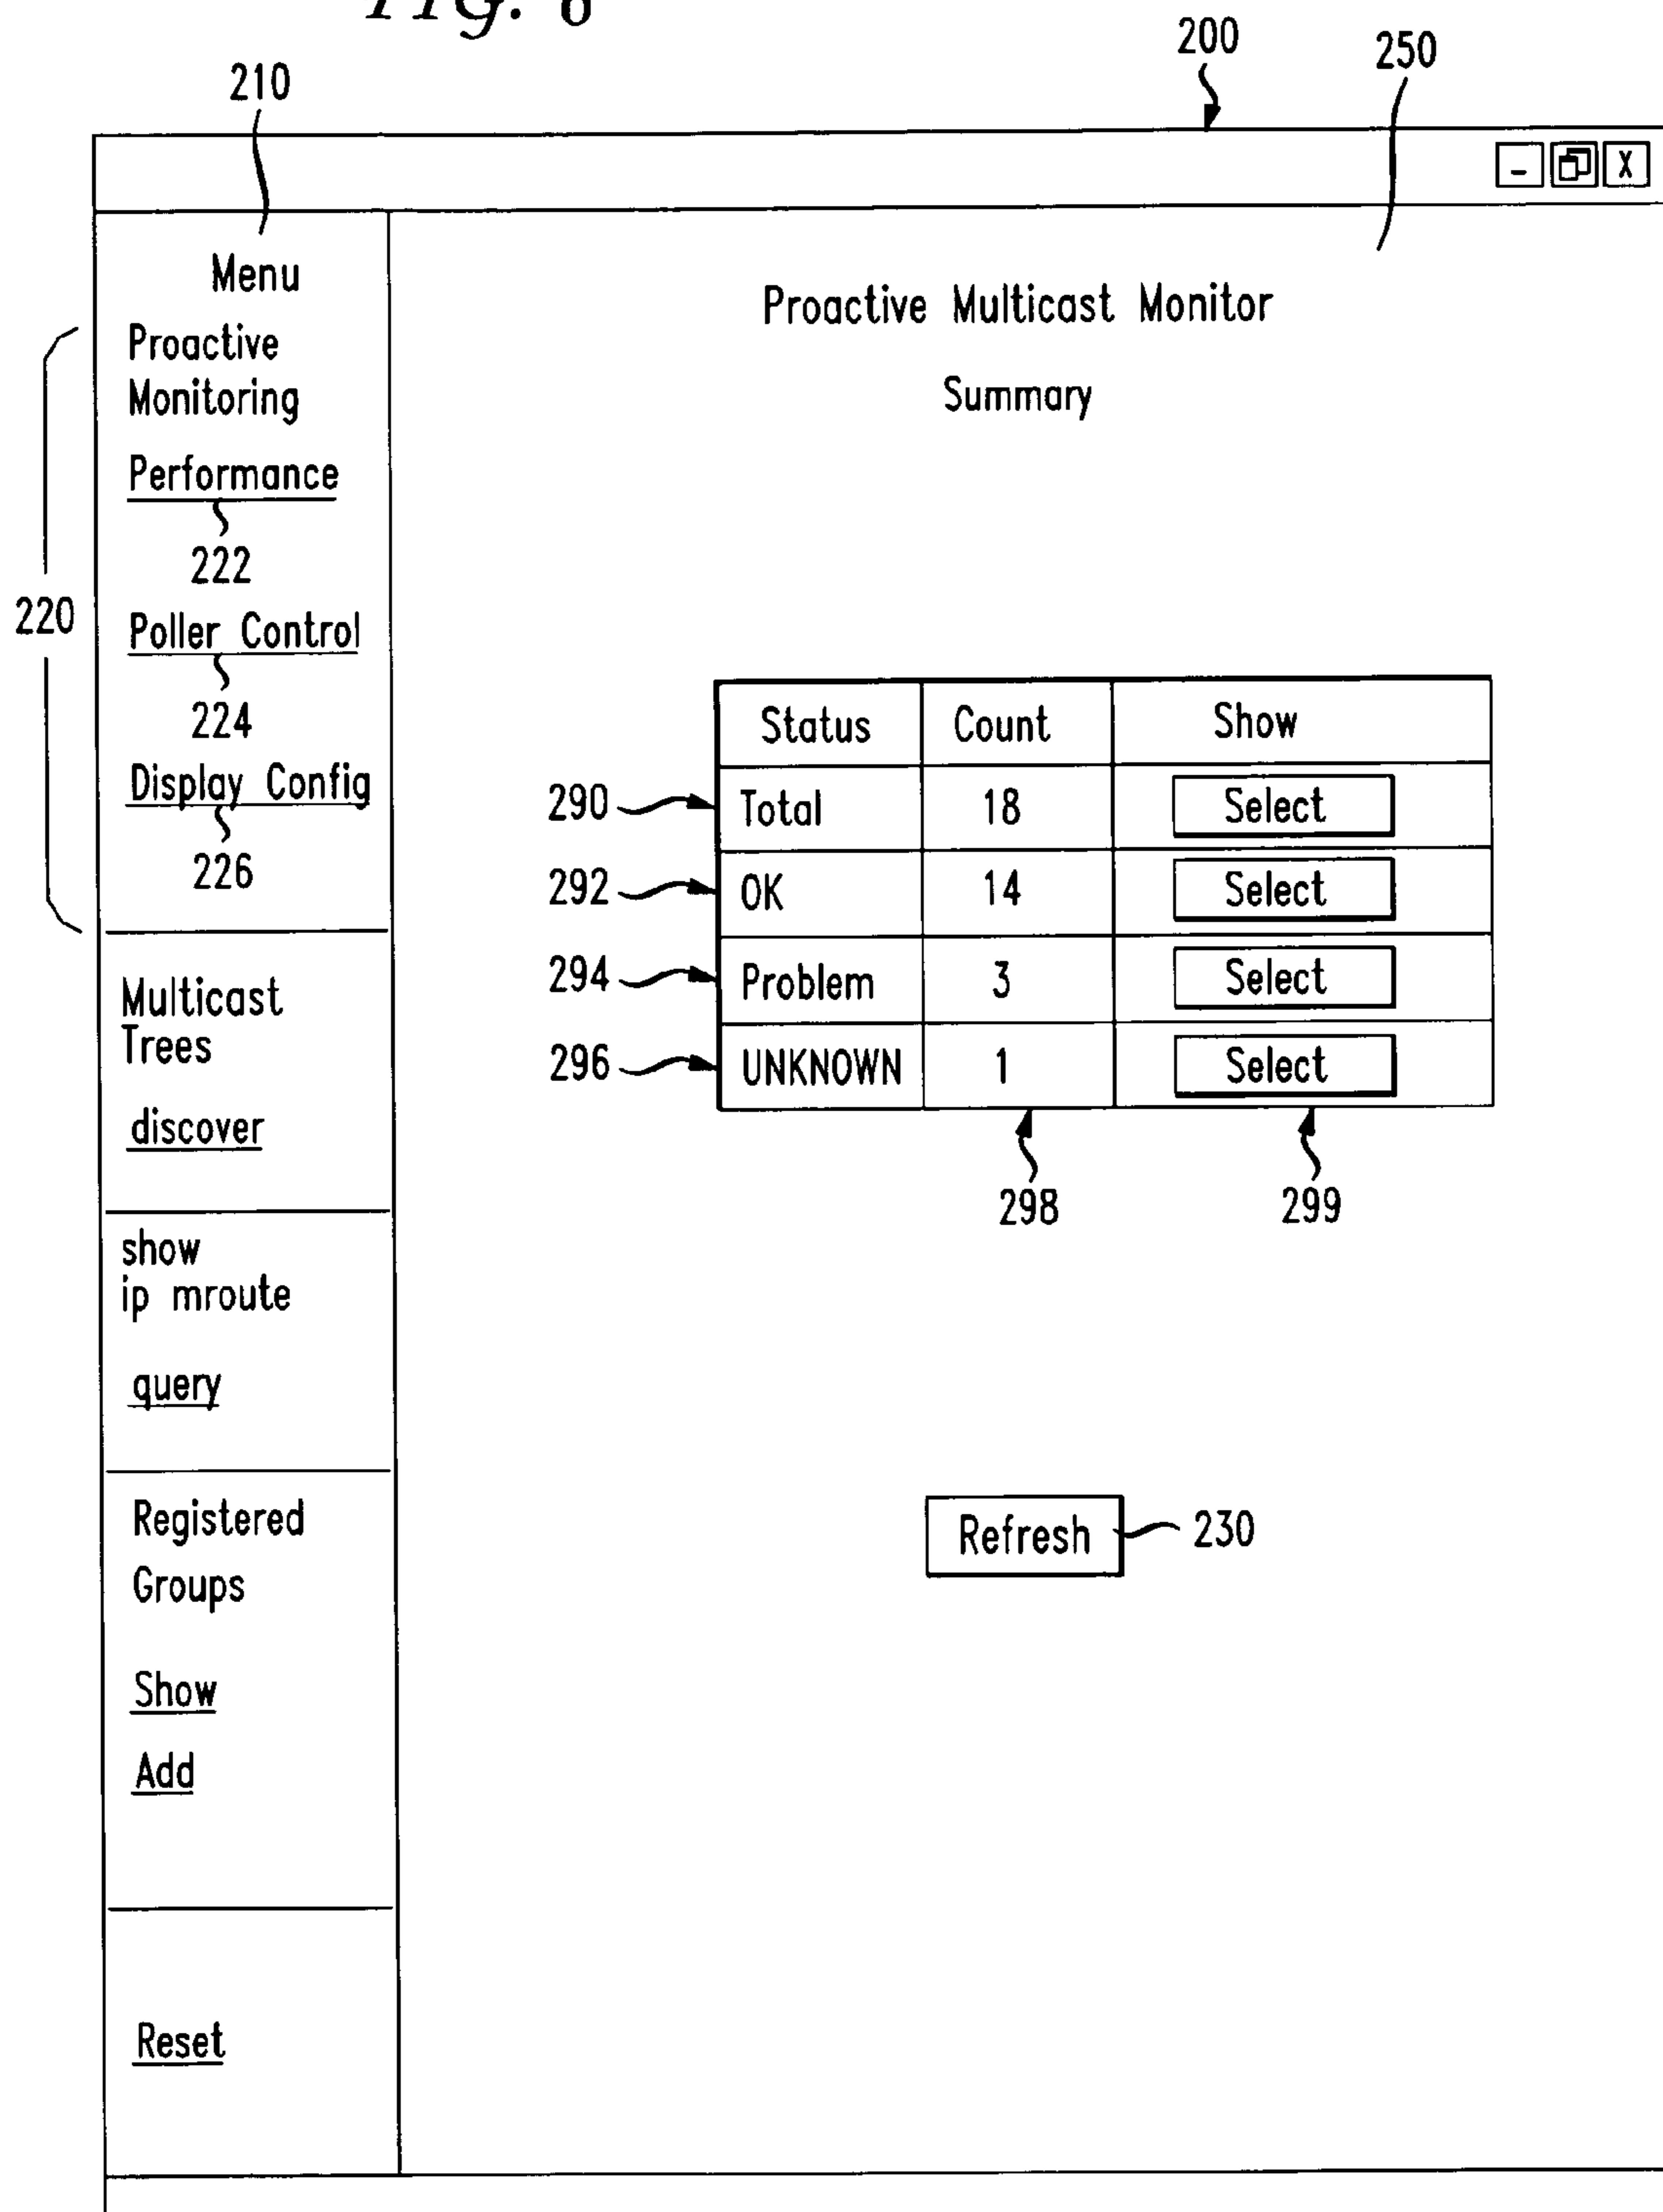 FIG.
200
250
210
X
Menu
Proactive Multicast Monitor
Summary
Proactive
Monitoring
Performance
222
220
Poller Control
224
Display Config
226
Status Count Show
290 Total 18 Select
292 OK 14 Select
294 Problem 3 Select
296 UNKNOWN 1 Select
298 299
Multicast
Trees
discover
show
ip mroute
query
Registered
Groups
Show
Add
Refresh 230
Reset